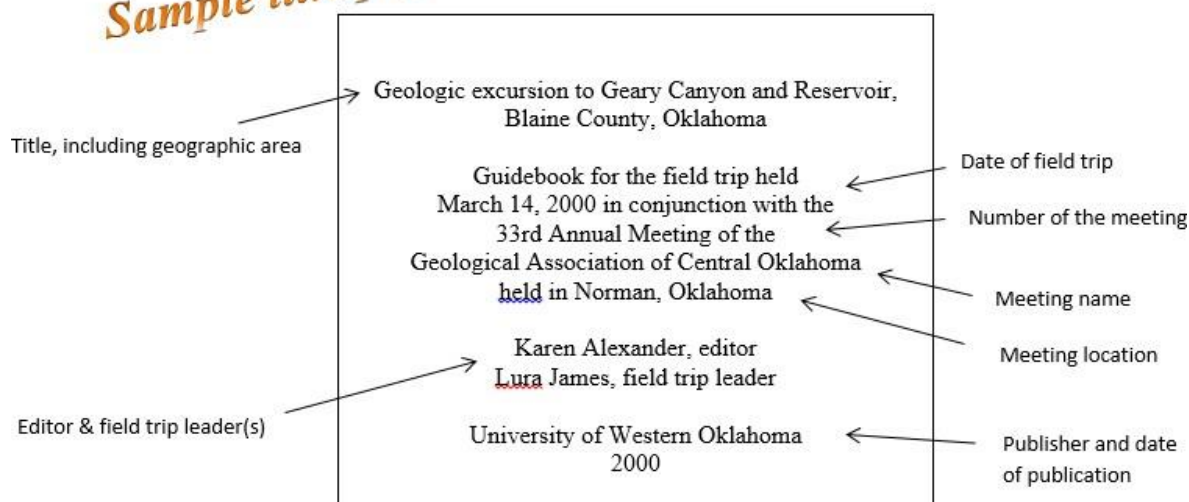 Sample
Geologic excursion to Geary Canyon and Reservoir,
Blaine County, Oklahoma
Title, including geographic area
Guidebook for the field trip held
March 14, 2000 in conjunction with the
33rd Annual Meeting of the
Geological Association of Central Oklahoma
held in Norman, Oklahoma
Date of field trip
Number of the meeting
Meeting name
Meeting location
Karen Alexander, editor
Lura James, field trip leader
Editor & field trip leader(s)
University of Western Oklahoma
2000
Publisher and date
of publication